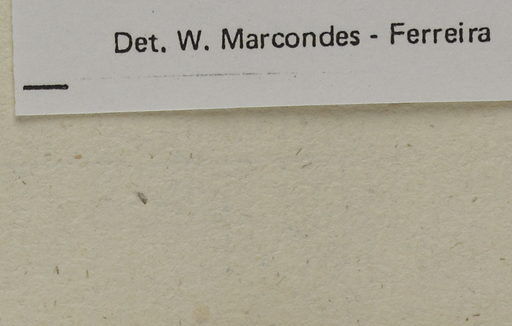 Det. W. Marcondes - Ferreira